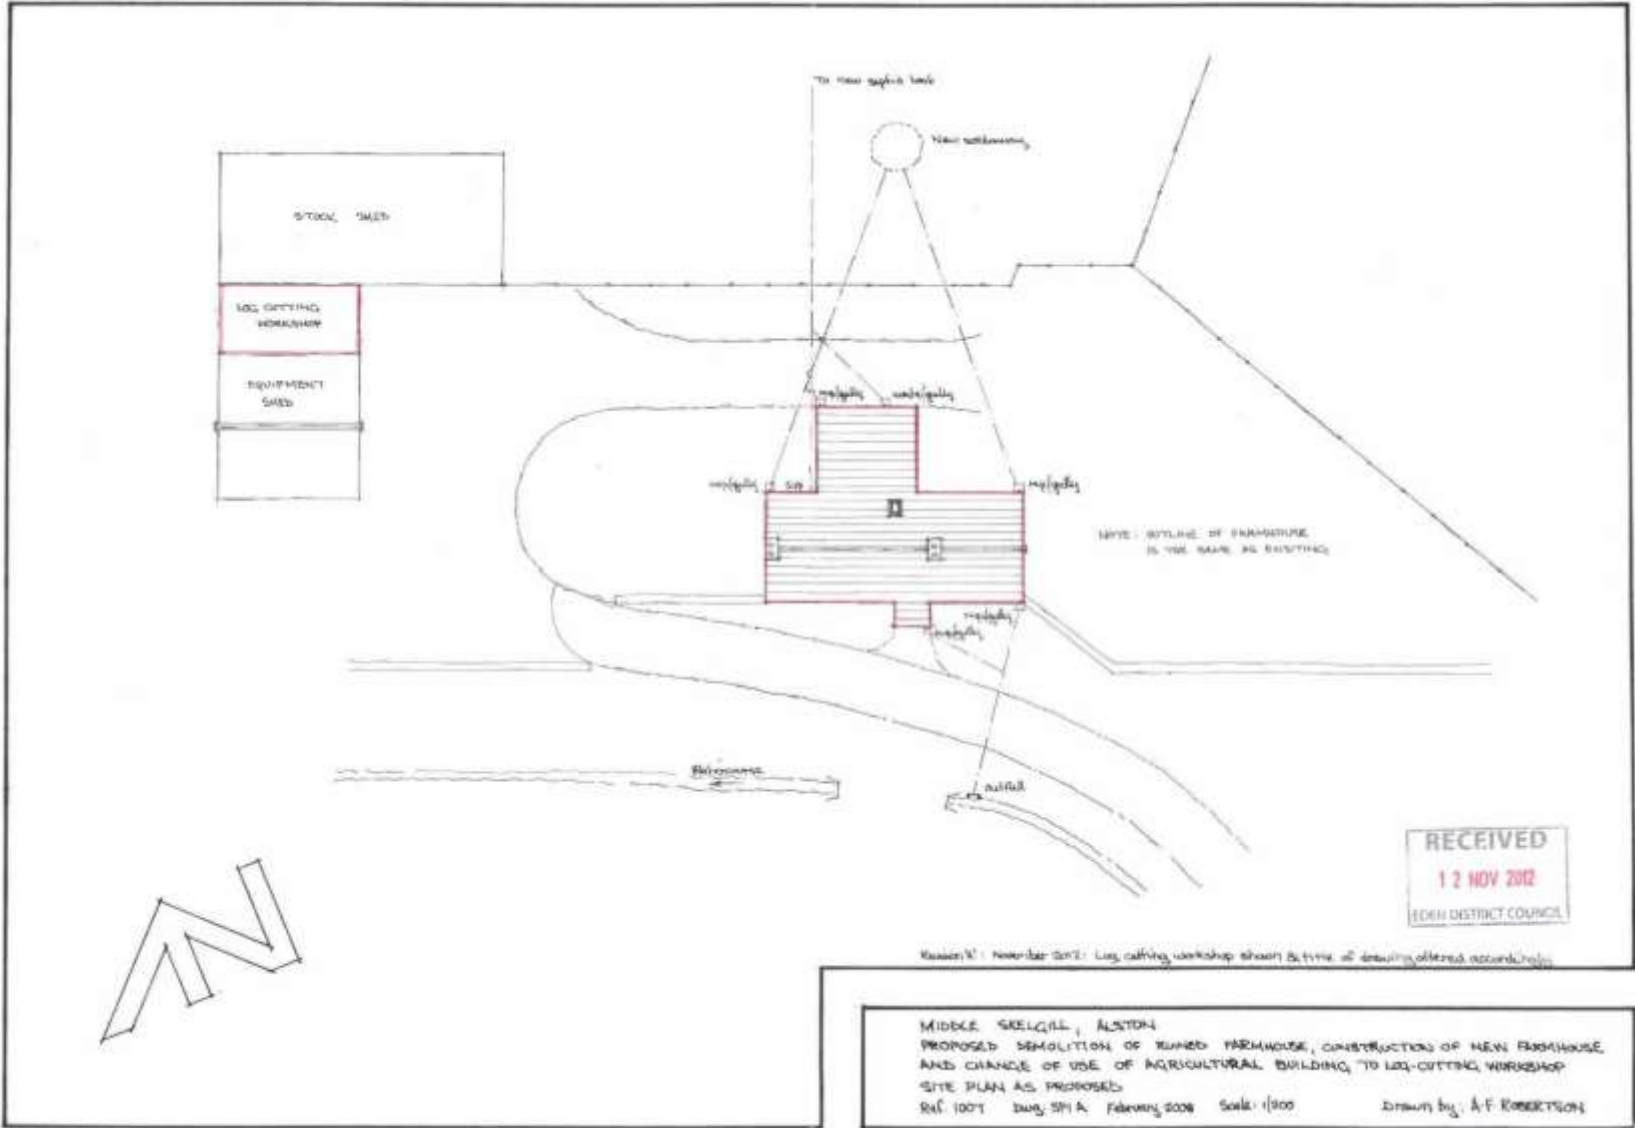 To new septic tank
New soakaway
STOCK SHED
LOG CUTTING
WORKSHOP
EQUIPMENT
SHED
rwp/gully
waste/gully
rwp/gully
SVP
rwp/gully
NOTE: OUTLINE OF FARMHOUSE
IS THE SAME AS EXISTING
rwp/gully
rwp/gully
outfall
RECEIVED
12 NOV 2012
EDEN DISTRICT COUNCIL
November 2012: Log cutting workshop shown & title of drawing altered accordingly
MIDDLE SKELGILL, ALSTON
PROPOSED DEMOLITION OF RUINED FARMHOUSE, CONSTRUCTION OF NEW FARMHOUSE
AND CHANGE OF USE OF AGRICULTURAL BUILDING TO LOG-CUTTING WORKSHOP
SITE PLAN AS PROPOSED
Ref. 1007 Dwg. SP1 A February 2008 Scale: 1/200 Drawn by: A.F. ROBERTSON